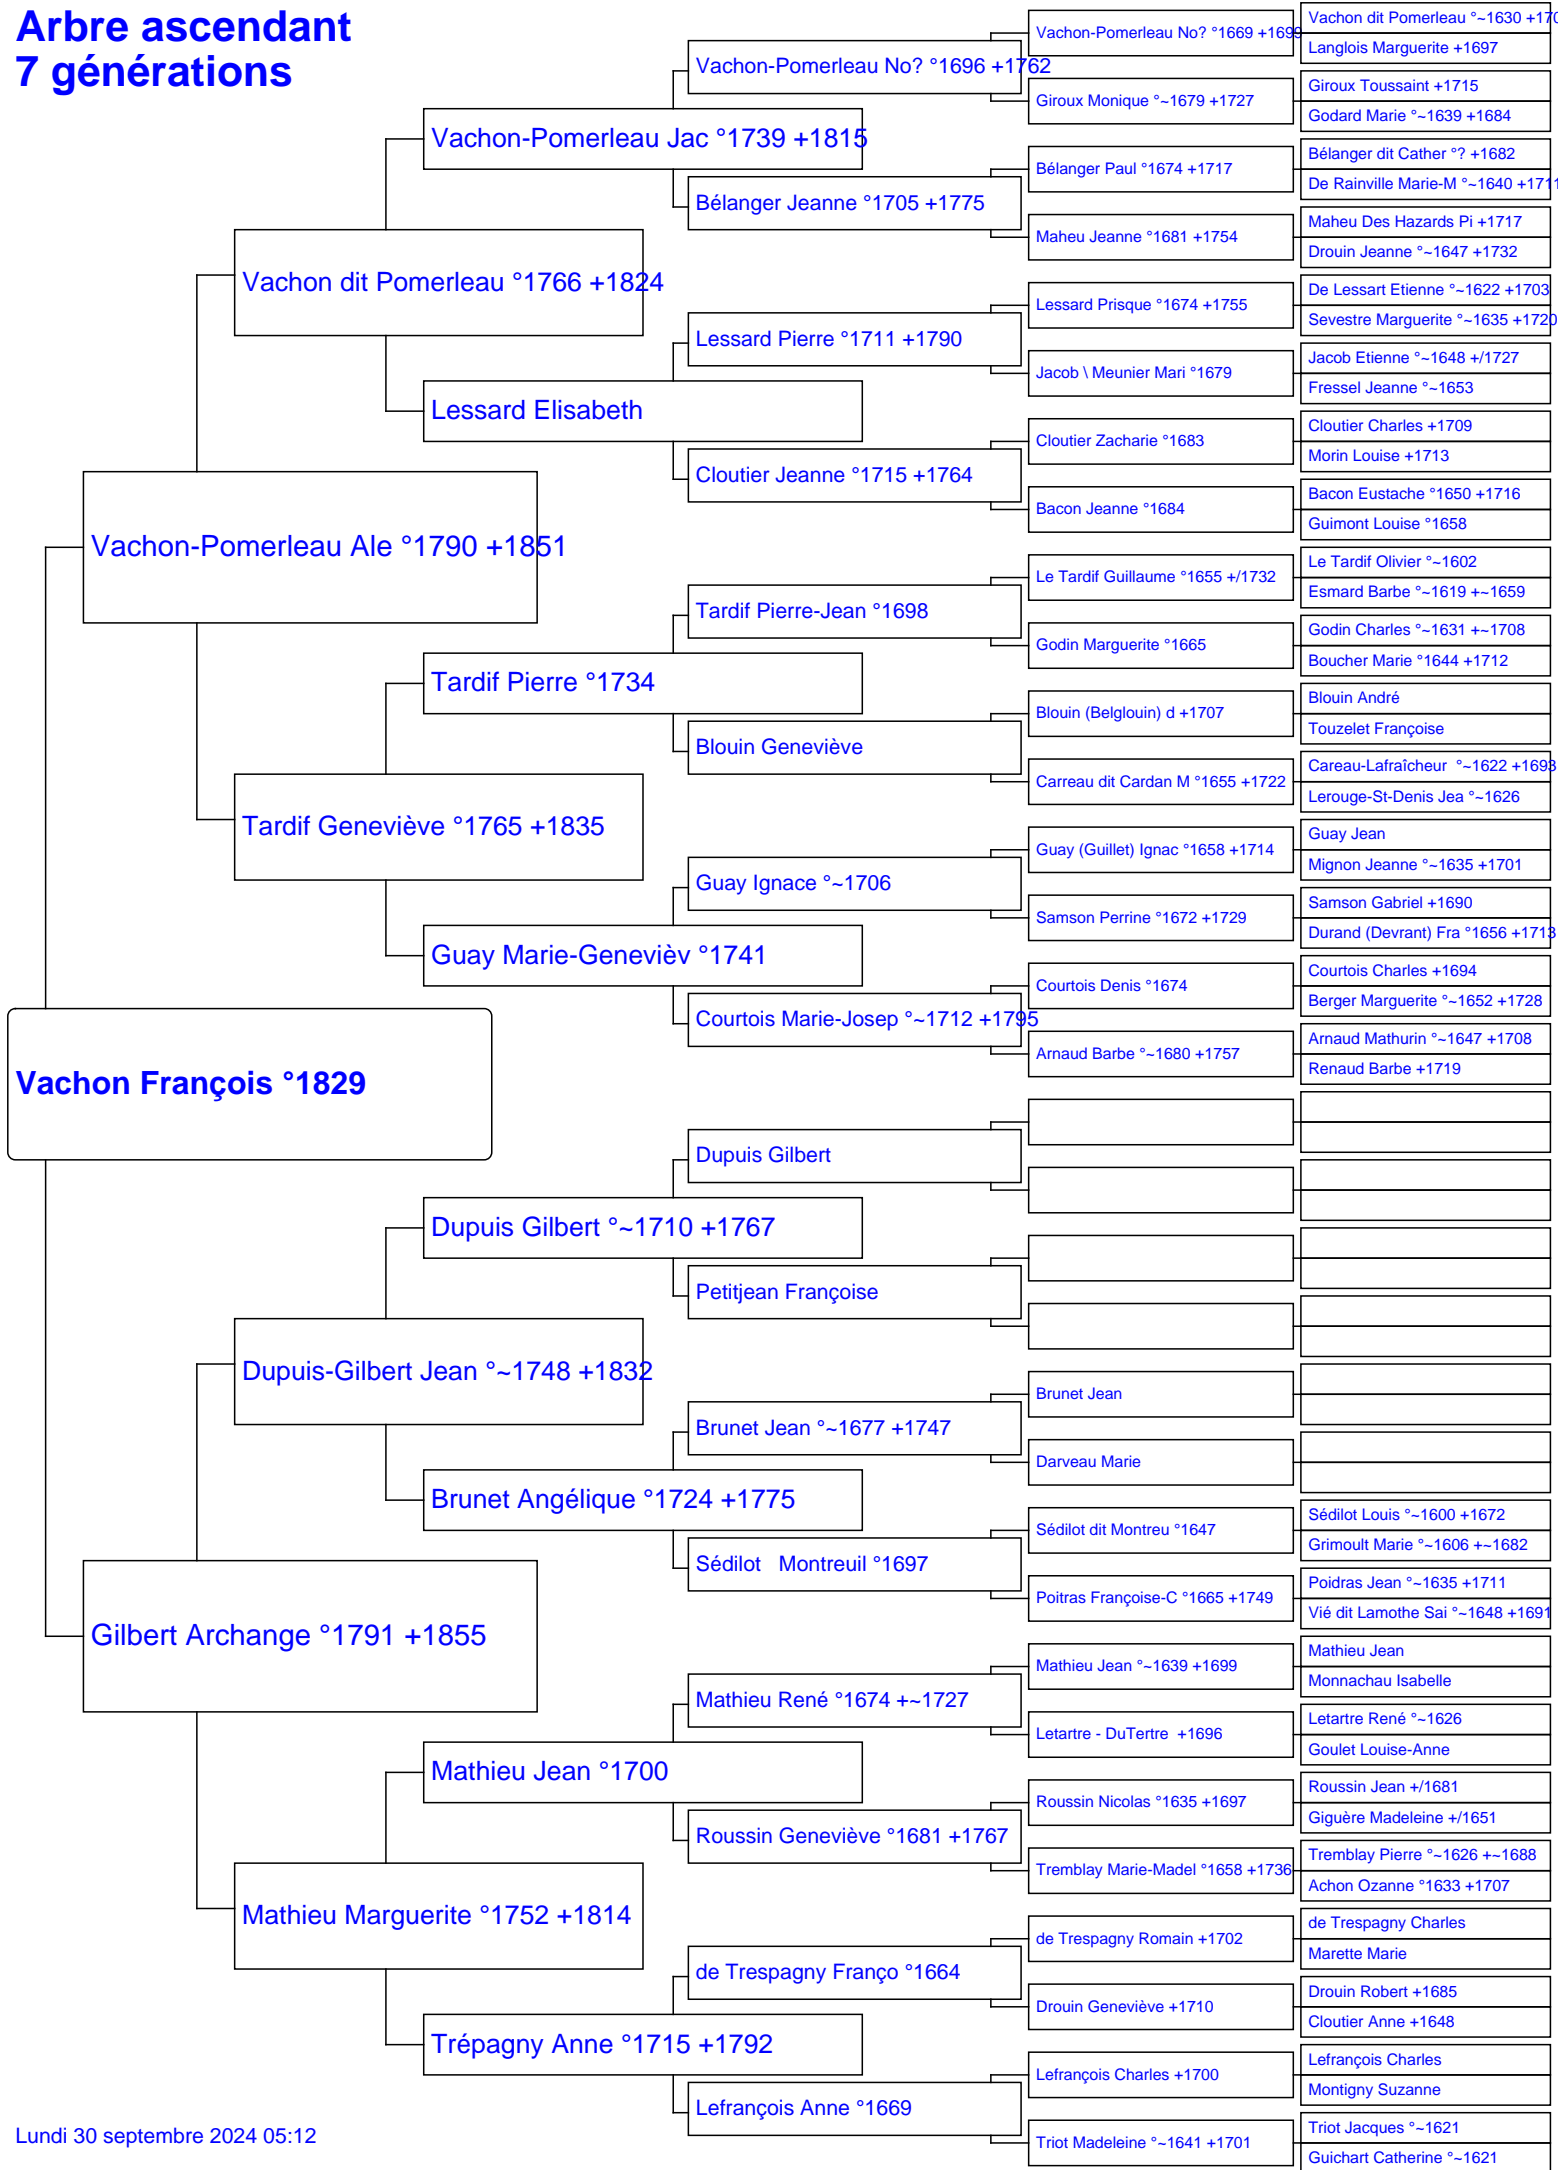 Arbre ascendant
7 générations
Vachon François °1829
Vachon-Pomerleau Ale °1790 +1851
Gilbert Archange °1791 +1855
Vachon dit Pomerleau °1766 +1824
Tardif Geneviève °1765 +1835
Dupuis-Gilbert Jean °~1748 +1832
Mathieu Marguerite °1752 +1814
Vachon-Pomerleau Jac °1739 +1815
Lessard Elisabeth
Tardif Pierre °1734
Guay Marie-Genevièv °1741
Dupuis Gilbert °~1710 +1767
Brunet Angélique °1724 +1775
Mathieu Jean °1700
Trépagny Anne °1715 +1792
Vachon-Pomerleau No? °1696 +1762
Bélanger Jeanne °1705 +1775
Lessard Pierre °1711 +1790
Cloutier Jeanne °1715 +1764
Tardif Pierre-Jean °1698
Blouin Geneviève
Guay Ignace °~1706
Courtois Marie-Josep °~1712 +1795
Dupuis Gilbert
Petitjean Françoise
Brunet Jean °~1677 +1747
Sédilot   Montreuil °1697
Mathieu René °1674 +~1727
Roussin Geneviève °1681 +1767
de Trespagny Franço °1664
Lefrançois Anne °1669
Vachon-Pomerleau No? °1669 +1699
Giroux Monique °~1679 +1727
Bélanger Paul °1674 +1717
Maheu Jeanne °1681 +1754
Lessard Prisque °1674 +1755
Jacob \ Meunier Mari °1679
Cloutier Zacharie °1683
Bacon Jeanne °1684
Le Tardif Guillaume °1655 +/1732
Godin Marguerite °1665
Blouin (Belglouin) d +1707
Carreau dit Cardan M °1655 +1722
Guay (Guillet) Ignac °1658 +1714
Samson Perrine °1672 +1729
Courtois Denis °1674
Arnaud Barbe °~1680 +1757
Brunet Jean
Darveau Marie
Sédilot dit Montreu °1647
Poitras Françoise-C °1665 +1749
Mathieu Jean °~1639 +1699
Letartre - DuTertre  +1696
Roussin Nicolas °1635 +1697
Tremblay Marie-Madel °1658 +1736
de Trespagny Romain +1702
Drouin Geneviève +1710
Lefrançois Charles +1700
Triot Madeleine °~1641 +1701
Vachon dit Pomerleau °~1630 +170
Langlois Marguerite +1697
Giroux Toussaint +1715
Godard Marie °~1639 +1684
Bélanger dit Cather °? +1682
De Rainville Marie-M °~1640 +1711
Maheu Des Hazards Pi +1717
Drouin Jeanne °~1647 +1732
De Lessart Etienne °~1622 +1703
Sevestre Marguerite °~1635 +1720
Jacob Etienne °~1648 +/1727
Fressel Jeanne °~1653
Cloutier Charles +1709
Morin Louise +1713
Bacon Eustache °1650 +1716
Guimont Louise °1658
Le Tardif Olivier °~1602
Esmard Barbe °~1619 +~1659
Godin Charles °~1631 +~1708
Boucher Marie °1644 +1712
Blouin André
Touzelet Françoise
Careau-Lafraîcheur  °~1622 +1693
Lerouge-St-Denis Jea °~1626
Guay Jean
Mignon Jeanne °~1635 +1701
Samson Gabriel +1690
Durand (Devrant) Fra °1656 +1713
Courtois Charles +1694
Berger Marguerite °~1652 +1728
Arnaud Mathurin °~1647 +1708
Renaud Barbe +1719
Sédilot Louis °~1600 +1672
Grimoult Marie °~1606 +~1682
Poidras Jean °~1635 +1711
Vié dit Lamothe Sai °~1648 +1691
Mathieu Jean
Monnachau Isabelle
Letartre René °~1626
Goulet Louise-Anne
Roussin Jean +/1681
Giguère Madeleine +/1651
Tremblay Pierre °~1626 +~1688
Achon Ozanne °1633 +1707
de Trespagny Charles
Marette Marie
Drouin Robert +1685
Cloutier Anne +1648
Lefrançois Charles
Montigny Suzanne
Triot Jacques °~1621
Guichart Catherine °~1621
Lundi 30 septembre 2024 05:12